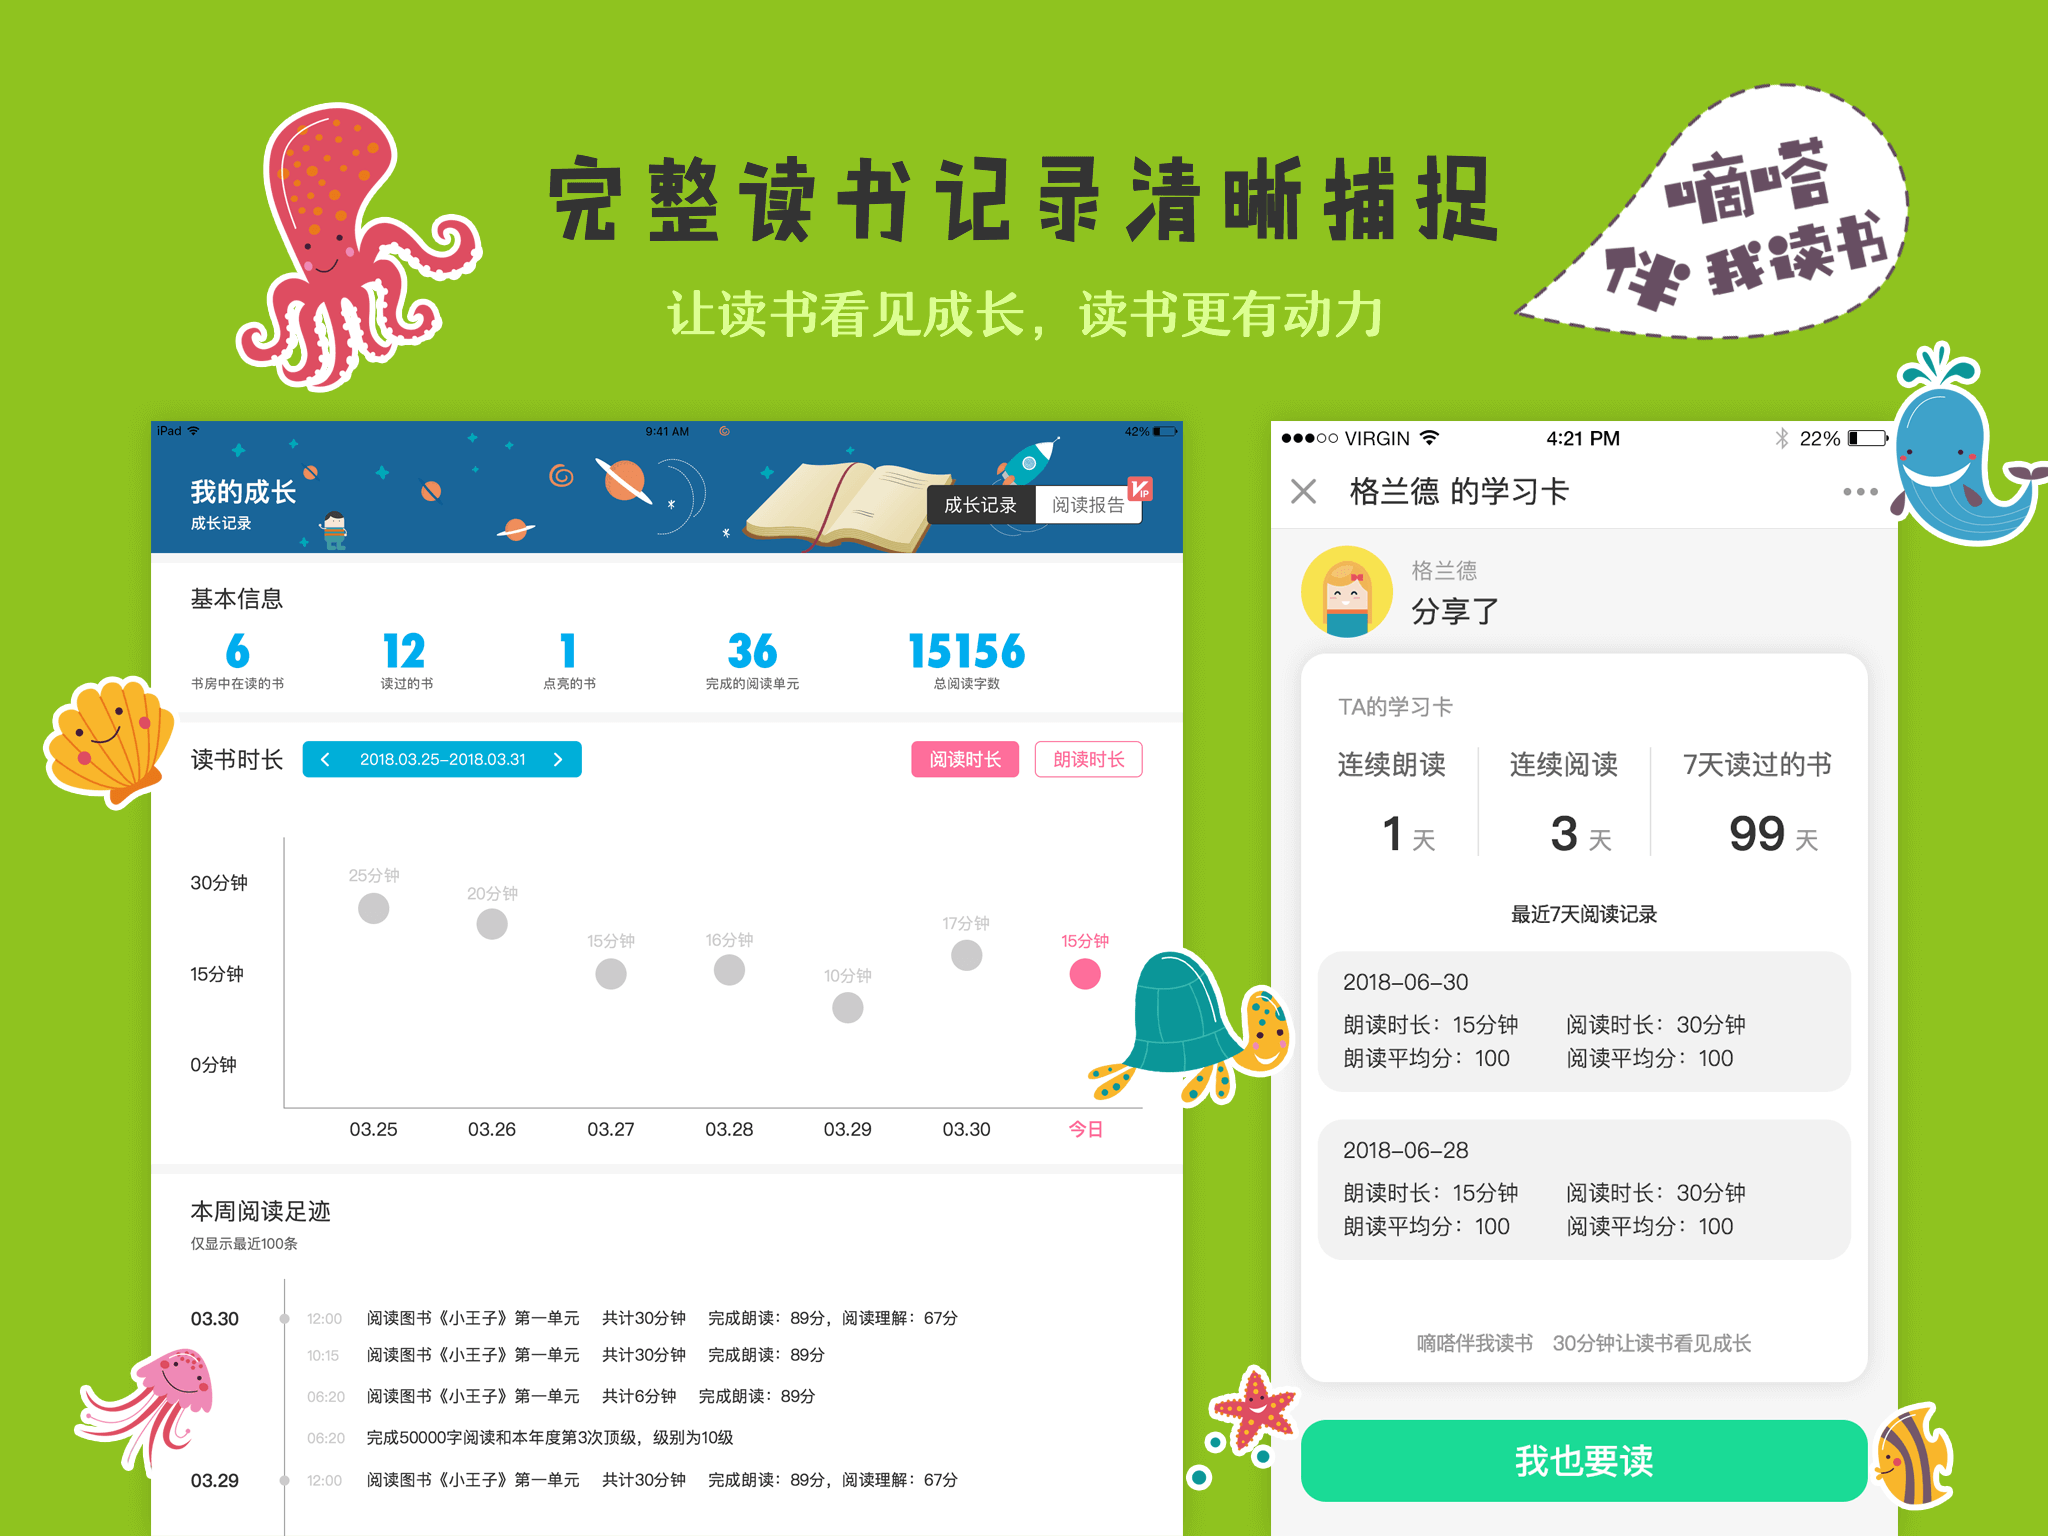 完整读书记录清晰捕捉
让读书看见成长，读书更有动力
嘀嗒
伴我读书
iPad 9:41 AM 42%
我的成长
成长记录
成长记录 阅读报告 VIP
基本信息
6 12 1 36 15156
书房中在读的书 读过的书 点亮的书 完成的阅读单元 总阅读字数
读书时长 2018.03.25-2018.03.31 阅读时长 朗读时长
30分钟
15分钟
0分钟
25分钟
20分钟
15分钟
16分钟
10分钟
17分钟
15分钟
03.25 03.26 03.27 03.28 03.29 03.30 今日
本周阅读足迹
仅显示最近100条
03.30 12:00 阅读图书《小王子》第一单元 共计30分钟 完成朗读：89分，阅读理解：67分
10:15 阅读图书《小王子》第一单元 共计30分钟 完成朗读：89分
06:20 阅读图书《小王子》第一单元 共计6分钟 完成朗读：89分
06:20 完成50000字阅读和本年度第3次顶级，级别为10级
03.29 12:00 阅读图书《小王子》第一单元 共计30分钟 完成朗读：89分，阅读理解：67分
VIRGIN 4:21 PM 22%
格兰德 的学习卡
格兰德
分享了
TA的学习卡
连续朗读 连续阅读 7天读过的书
1 天 3 天 99 天
最近7天阅读记录
2018-06-30
朗读时长：15分钟 阅读时长：30分钟
朗读平均分：100 阅读平均分：100
2018-06-28
朗读时长：15分钟 阅读时长：30分钟
朗读平均分：100 阅读平均分：100
嘀嗒伴我读书 30分钟让读书看见成长
我也要读